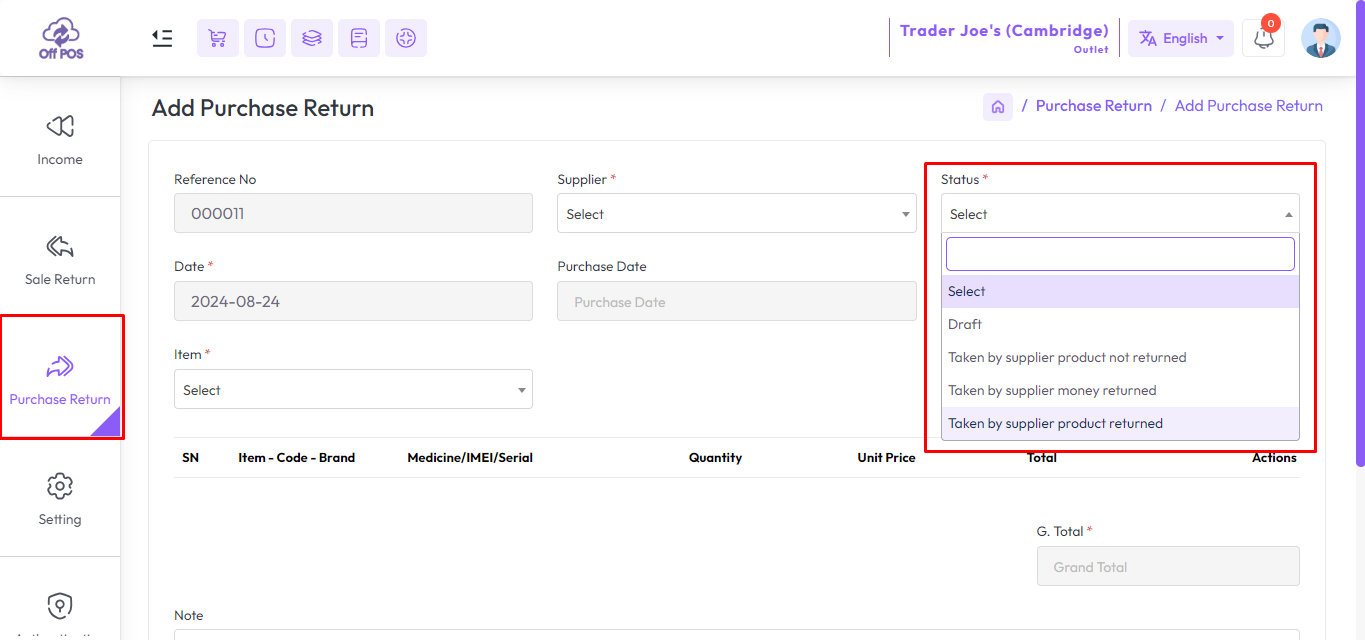 Off POS
Trader Joe's (Cambridge)
Outlet
English
0
Income
Sale Return
Purchase Return
Setting
Add Purchase Return
/ Purchase Return / Add Purchase Return
Reference No
000011
Supplier *
Select
Status *
Select
Select
Draft
Taken by supplier product not returned
Taken by supplier money returned
Taken by supplier product returned
Date *
2024-08-24
Purchase Date
Purchase Date
Item *
Select
SN Item - Code - Brand Medicine/IMEI/Serial Quantity Unit Price Total Actions
G. Total *
Grand Total
Note